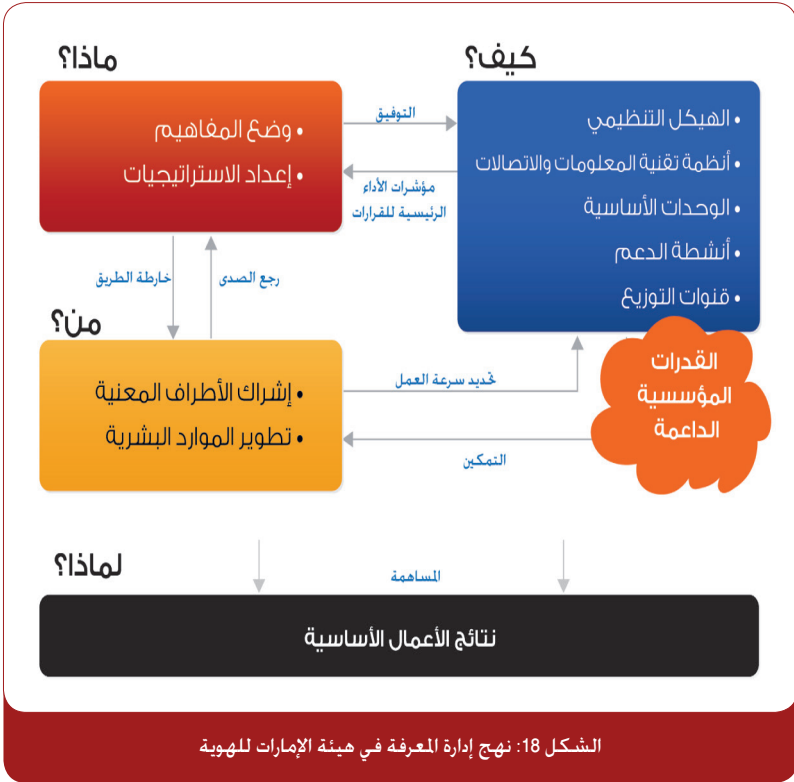 كيف؟
• الهيكل التنظيمي
• أنظمة تقنية المعلومات والاتصالات
• الوحدات الأساسية
• أنشطة الدعم
• قنوات التوزيع
القدرات
المؤسسية
الداعمة
التوفيق
مؤشرات الأداء
الرئيسية للقرارات
ماذا؟
• وضع المفاهيم
• إعداد الاستراتيجيات
رجع الصدى
خارطة الطريق
من؟
• إشراك الأطراف المعنية
• تطوير الموارد البشرية
تحديد سرعة العمل
التمكين
لماذا؟
المساهمة
نتائج الأعمال الأساسية
الشكل 18: نهج إدارة المعرفة في هيئة الإمارات للهوية